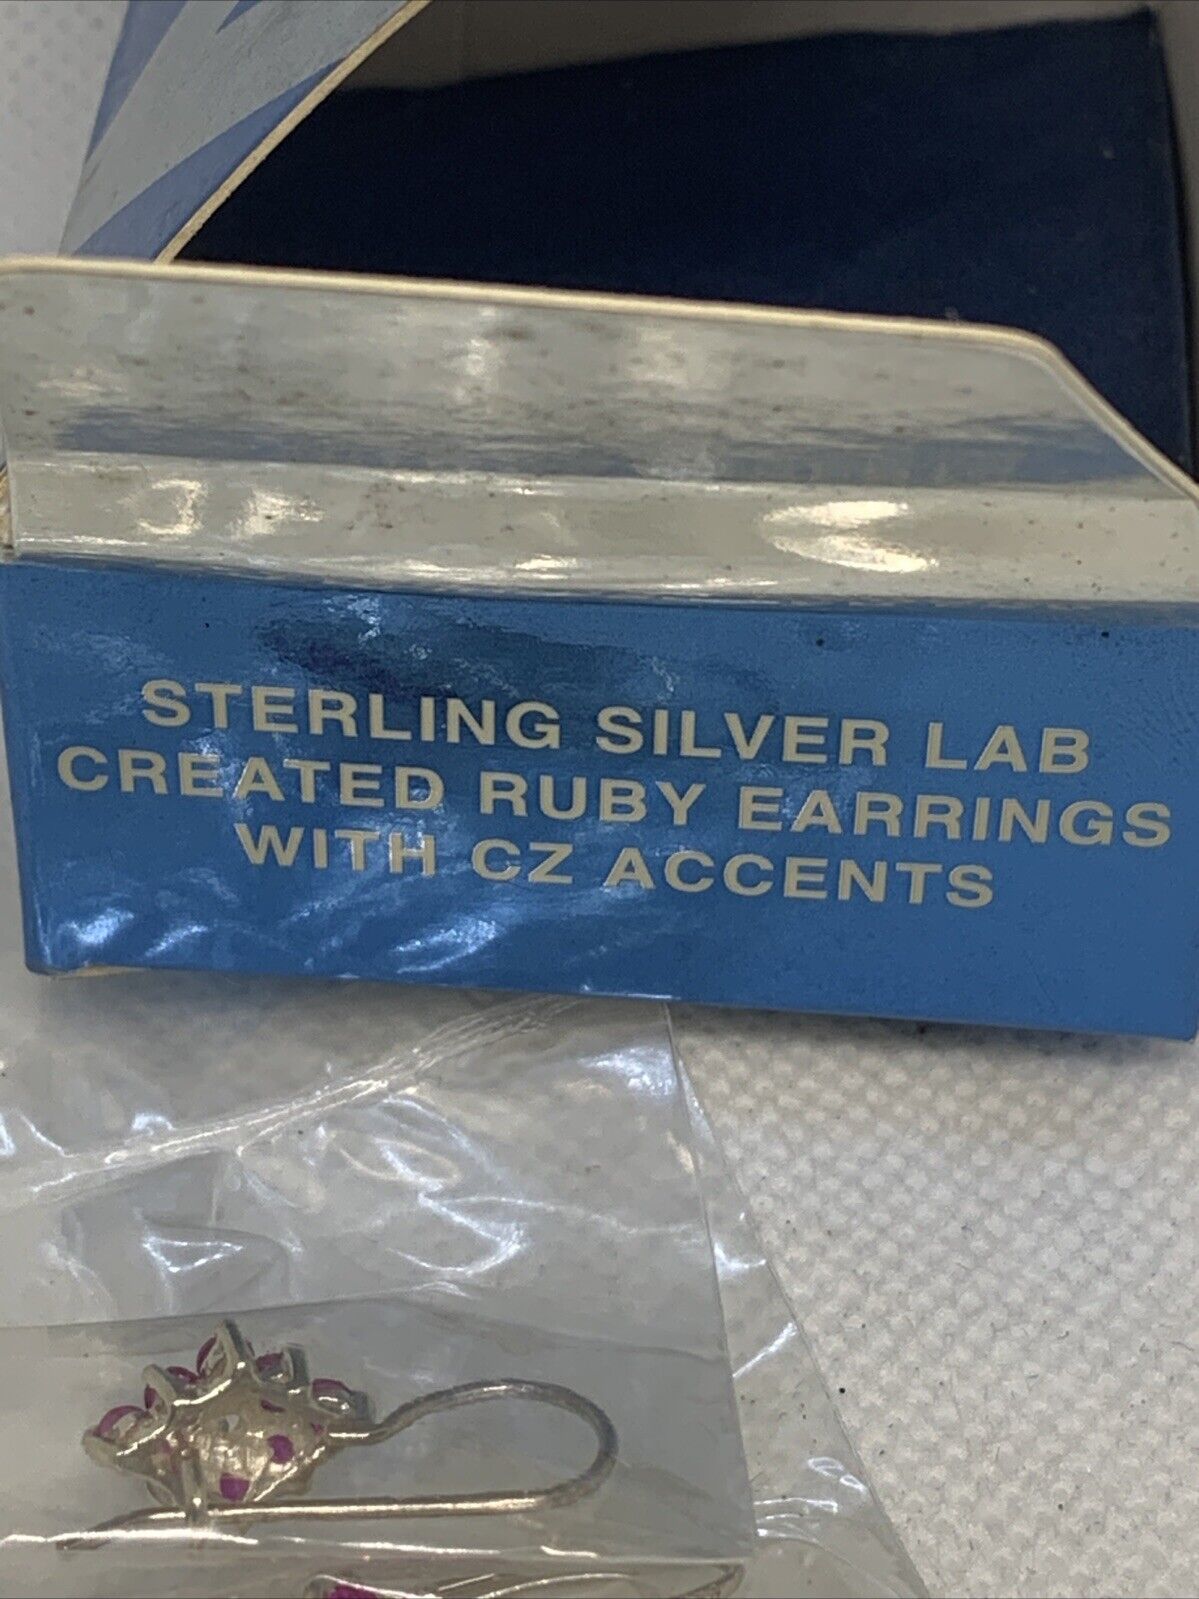 STERLING SILVER LAB
CREATED RUBY EARRINGS
WITH CZ ACCENTS